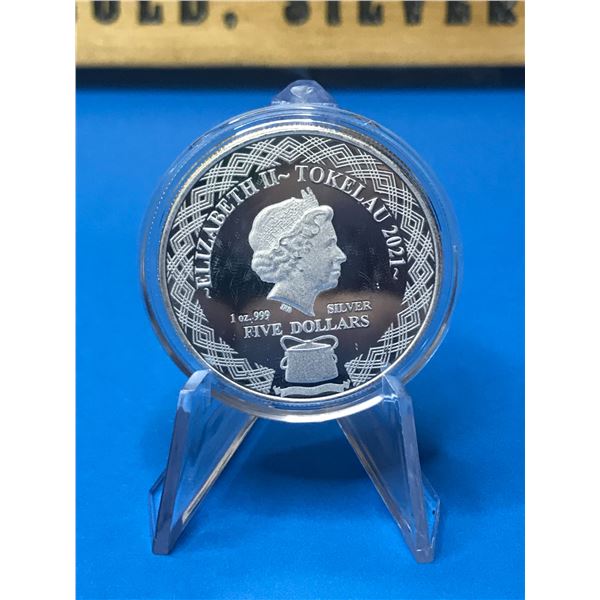 OLD, SILVER
~ELIZABETH II~ TOKELAU 2021~
1 oz. 999 SILVER
FIVE DOLLARS